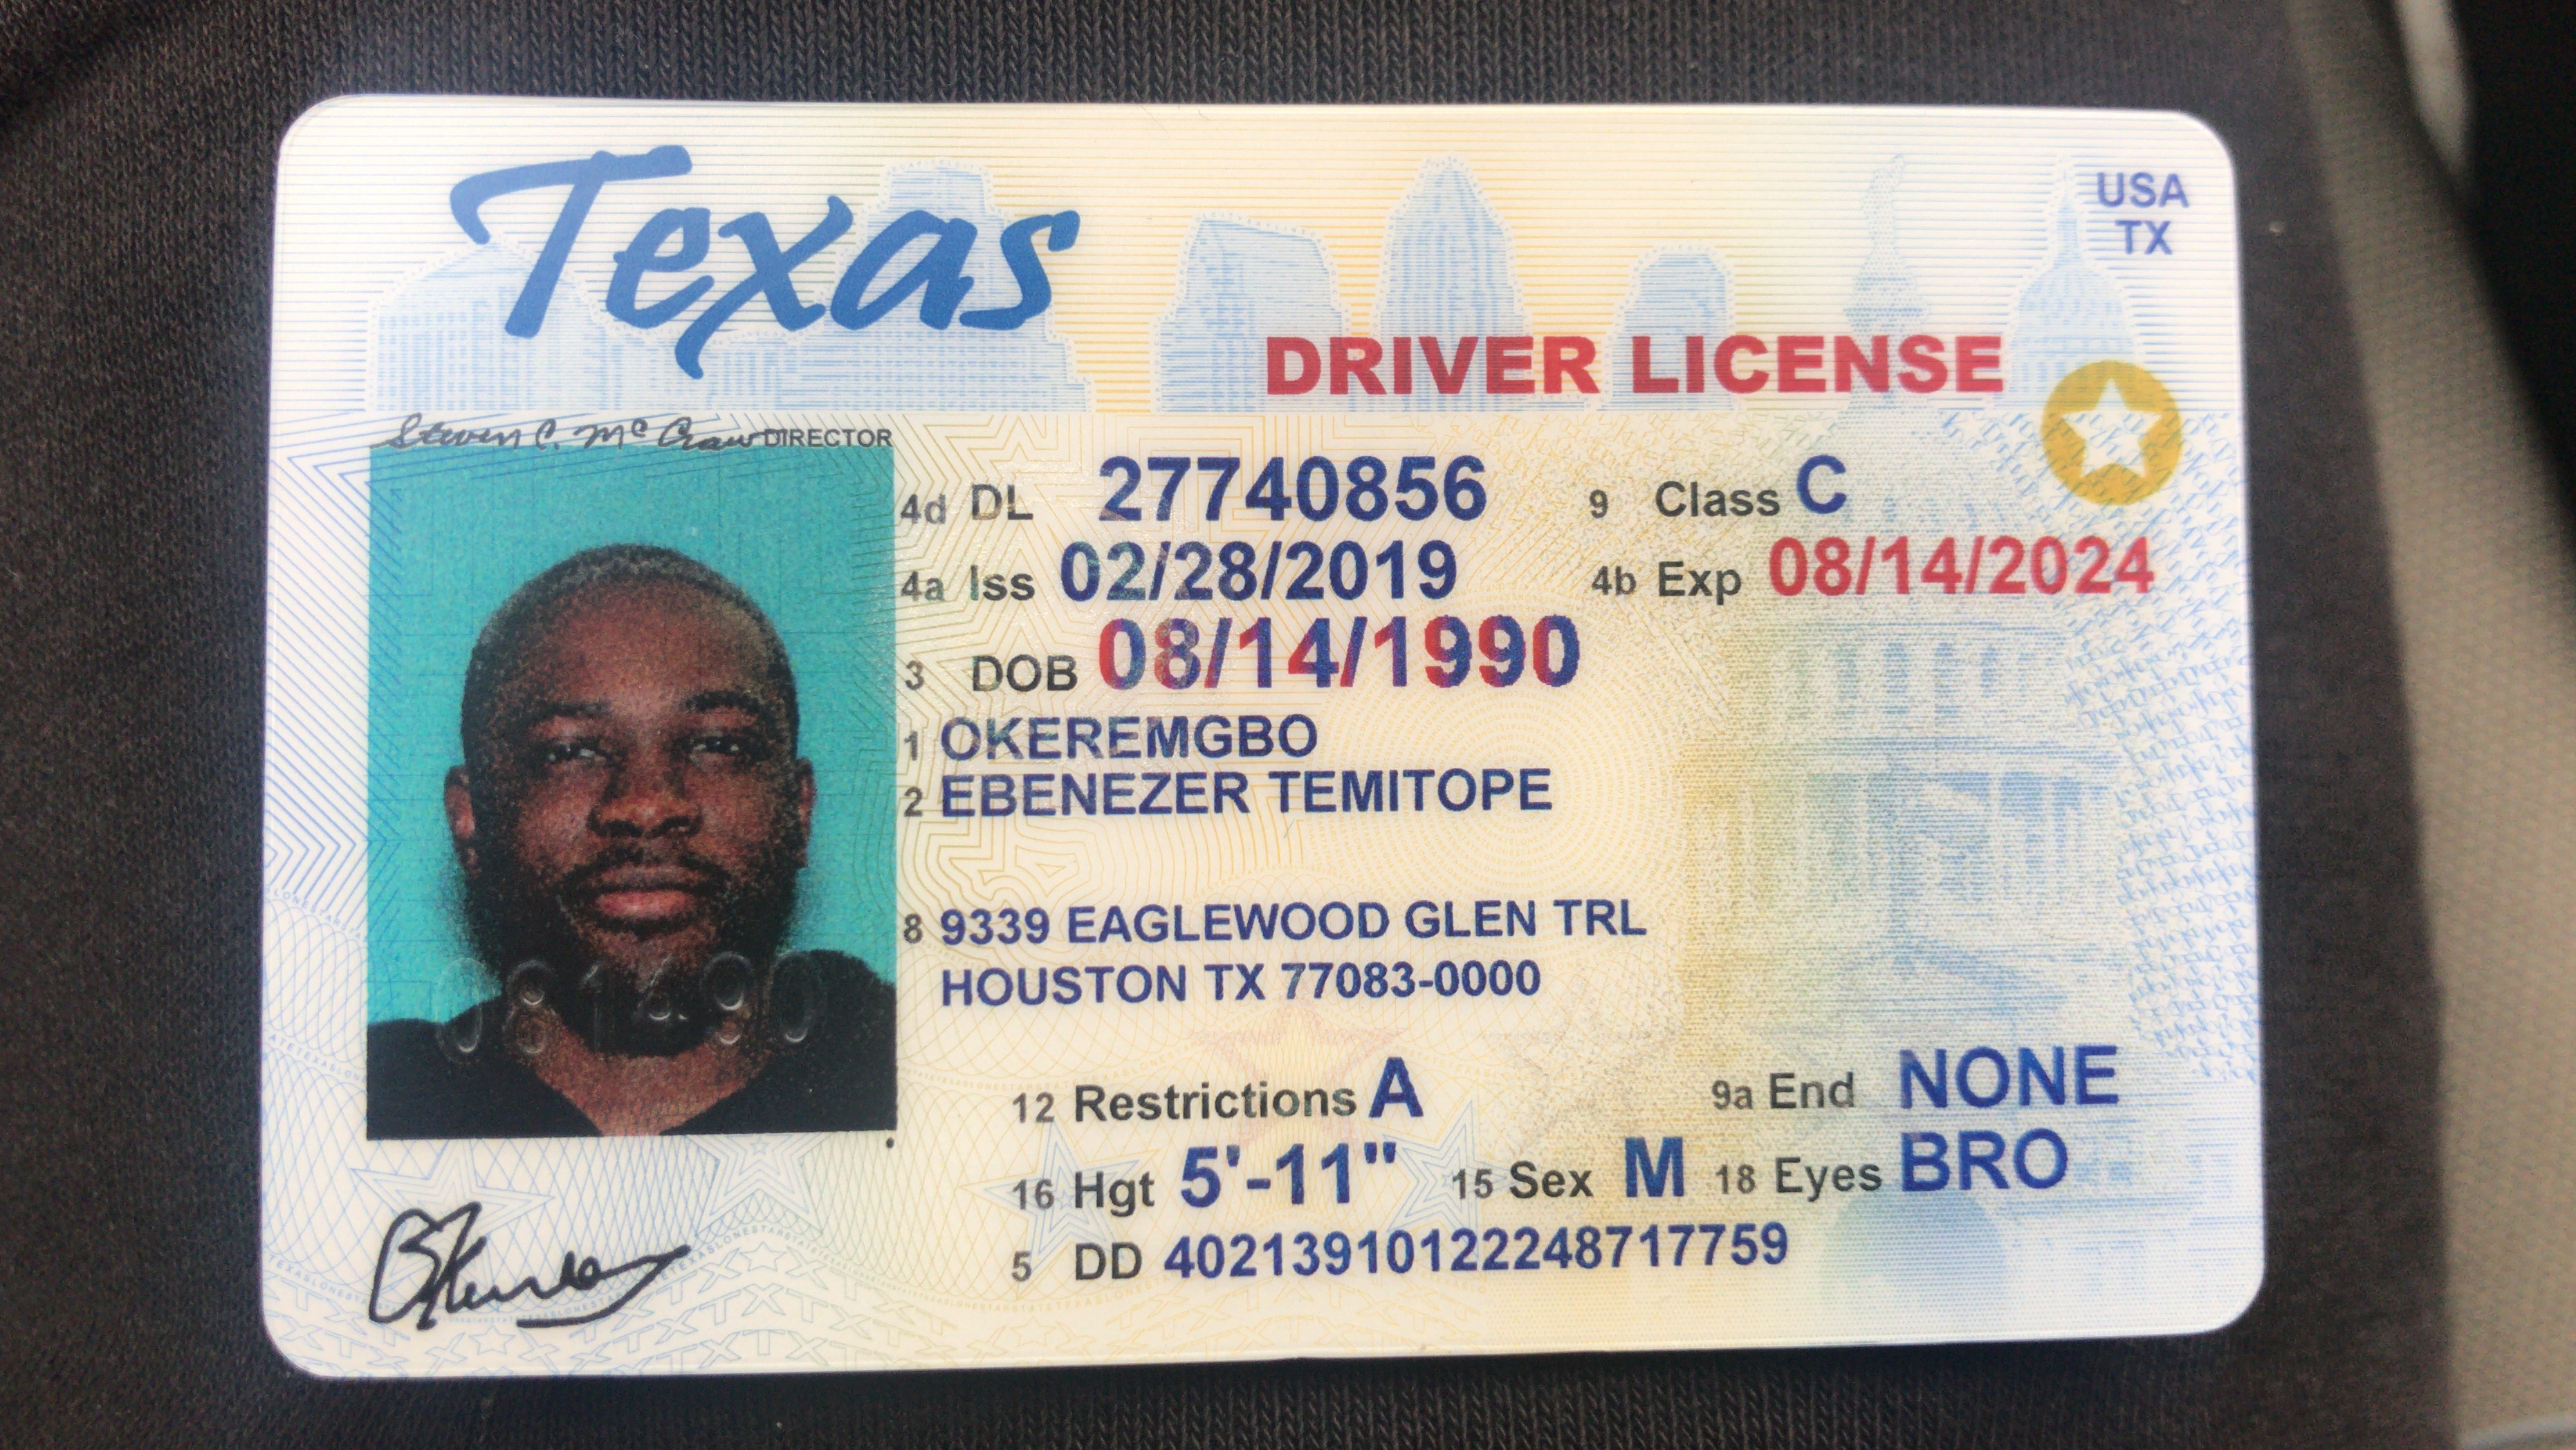 Texas
USA
TX
DRIVER LICENSE
DIRECTOR
4d DL 27740856 9 Class C
4a Iss 02/28/2019 4b Exp 08/14/2024
3 DOB 08/14/1990
1 OKEREMGBO
2 EBENEZER TEMITOPE
8 9339 EAGLEWOOD GLEN TRL
HOUSTON TX 77083-0000
12 Restrictions A 9a End NONE
16 Hgt 5'-11" 15 Sex M 18 Eyes BRO
5 DD 40213910122248717759